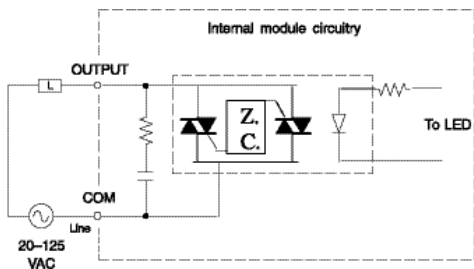 Internal module circuitry
OUTPUT
L
Z.
C.
To LED
COM
Line
20–125
VAC